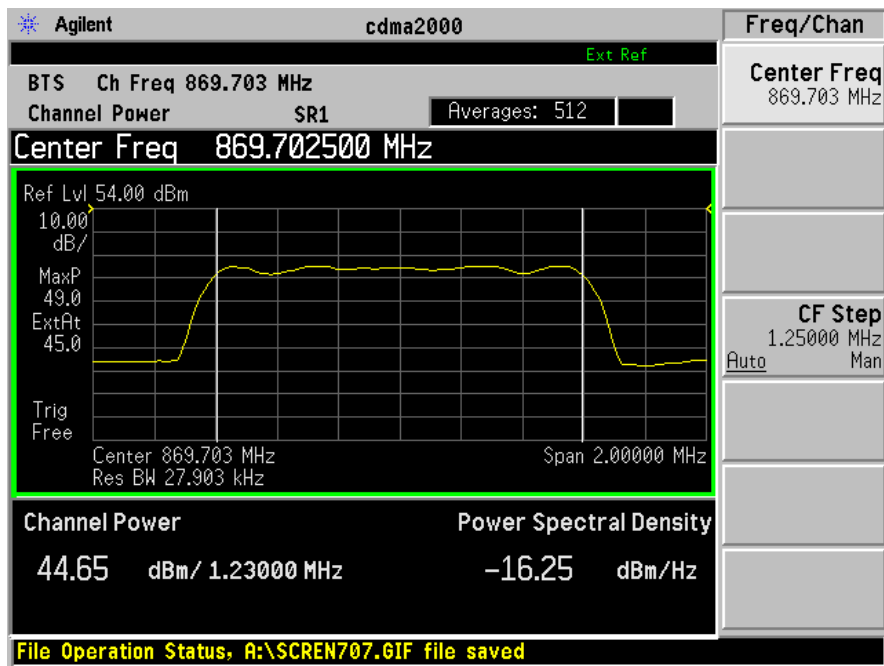 Agilent cdma2000 Freq/Chan
Ext Ref
BTS Ch Freq 869.703 MHz
Channel Power SR1 Averages: 512
Center Freq 869.702500 MHz
Ref Lvl 54.00 dBm
10.00
dB/
MaxP
49.0
ExtAt
45.0
Trig
Free
Center 869.703 MHz Span 2.00000 MHz
Res BW 27.903 kHz
Channel Power Power Spectral Density
44.65 dBm/ 1.23000 MHz -16.25 dBm/Hz
File Operation Status, A:\SCREN707.GIF file saved
Center Freq
869.703 MHz
CF Step
1.25000 MHz
Auto Man